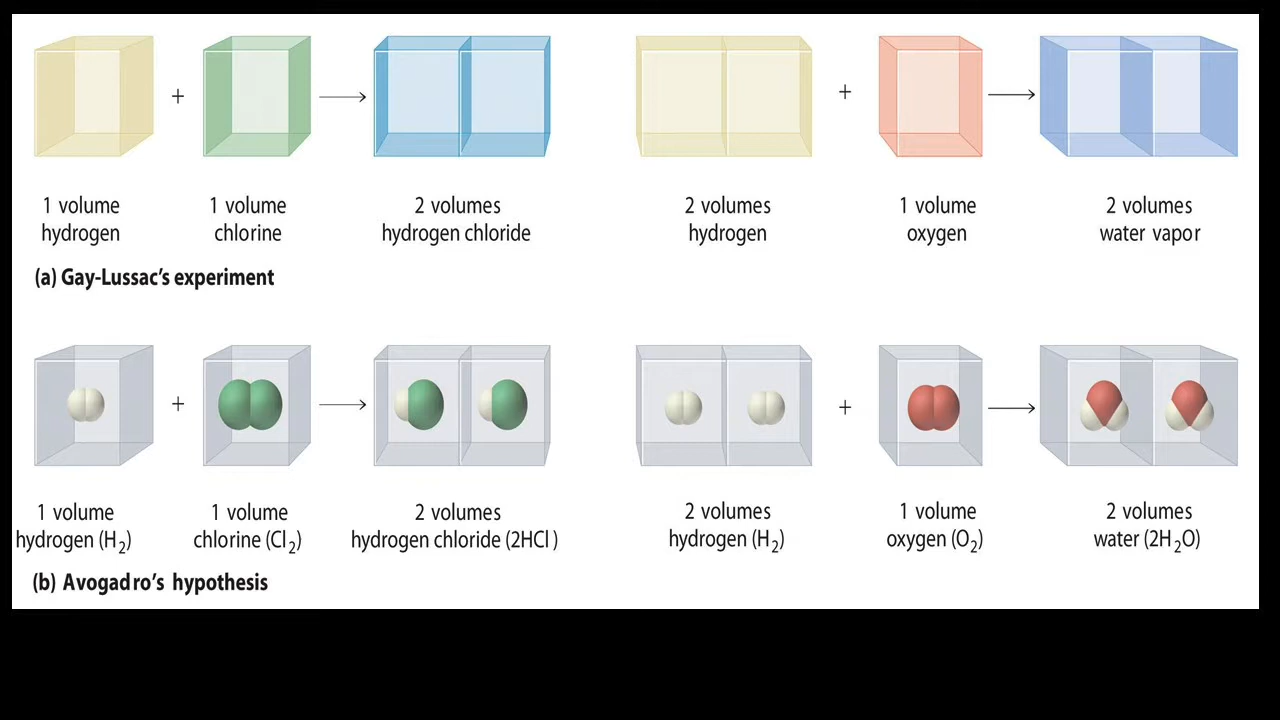 +
+
1 volume
hydrogen
1 volume
chlorine
2 volumes
hydrogen chloride
2 volumes
hydrogen
1 volume
oxygen
2 volumes
water vapor
(a) Gay-Lussac's experiment
+
+
1 volume
hydrogen (H₂)
1 volume
chlorine (Cl₂)
2 volumes
hydrogen chloride (2HCl)
2 volumes
hydrogen (H₂)
1 volume
oxygen (O₂)
2 volumes
water (2H₂O)
(b) Avogadro's hypothesis